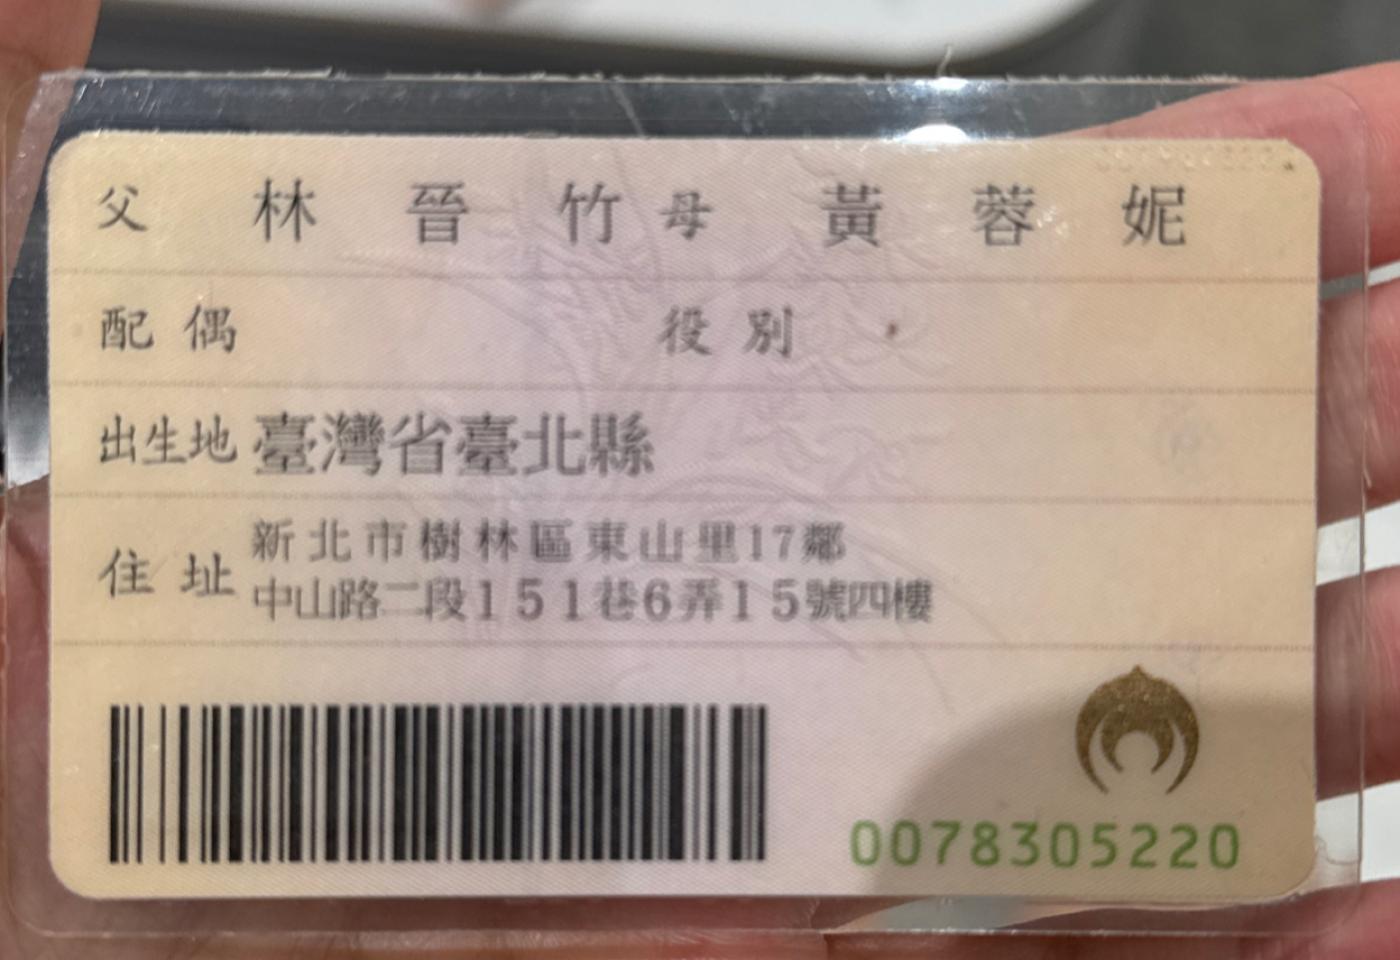 父 林晉竹 母 黃蓉妮
配偶 役別
出生地 臺灣省臺北縣
住址 新北市樹林區東山里17鄰
中山路二段151巷6弄15號四樓
0078305220